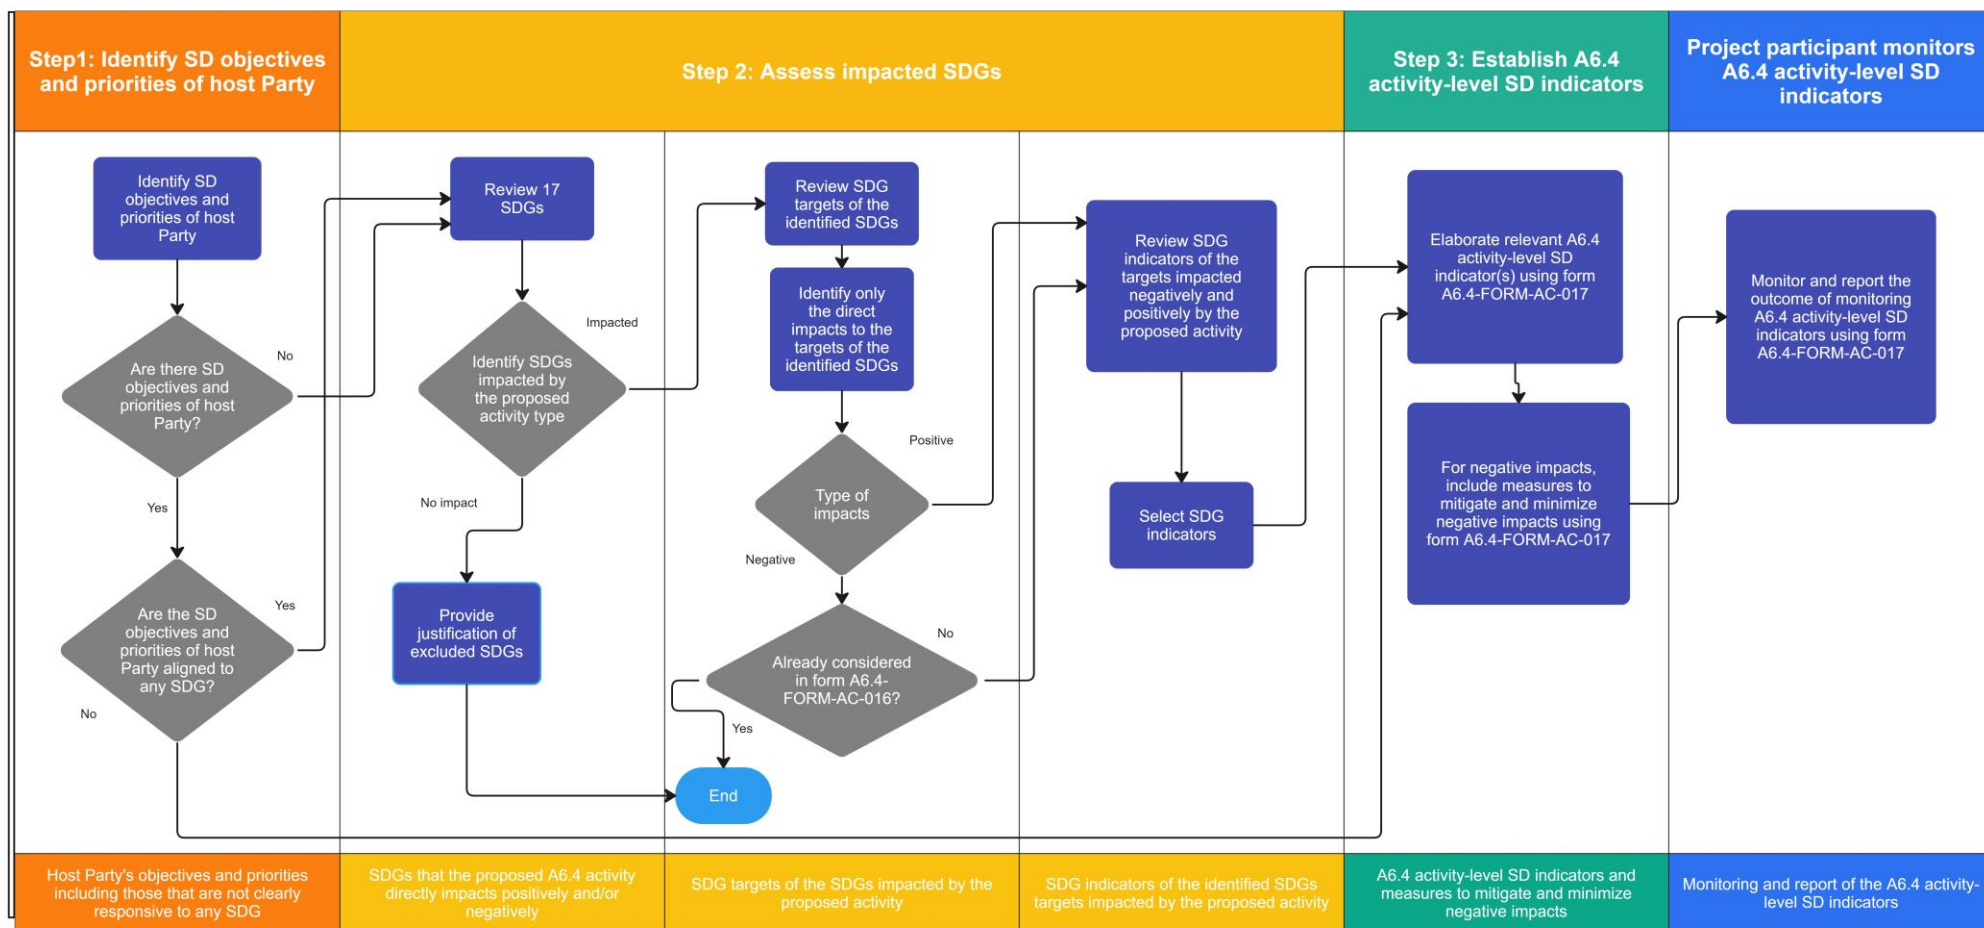 Step1: Identify SD objectives
and priorities of host Party
Step 2: Assess impacted SDGs
Step 3: Establish A6.4
activity-level SD indicators
Project participant monitors
A6.4 activity-level SD
indicators
Identify SD
objectives and
priorities of host
Party
Are there SD
objectives and
priorities of host
Party?
No
Yes
Are the SD
objectives and
priorities of host
Party aligned to
any SDG?
Yes
No
Review 17
SDGs
Identify SDGs
impacted by
the proposed
activity type
Impacted
No impact
Provide
justification of
excluded SDGs
Review SDG
targets of the
identified SDGs
Identify only
the direct
impacts to the
targets of the
identified SDGs
Type of
impacts
Positive
Negative
Already considered
in form A6.4-
FORM-AC-016?
No
Yes
End
Review SDG
indicators of the
targets impacted
negatively and
positively by the
proposed activity
Select SDG
indicators
Elaborate relevant A6.4
activity-level SD
indicator(s) using form
A6.4-FORM-AC-017
For negative impacts,
include measures to
mitigate and minimize
negative impacts using
form A6.4-FORM-AC-017
Monitor and report the
outcome of monitoring
A6.4 activity-level SD
indicators using form
A6.4-FORM-AC-017
Host Party's objectives and priorities
including those that are not clearly
responsive to any SDG
SDGs that the proposed A6.4 activity
directly impacts positively and/or
negatively
SDG targets of the SDGs impacted by the
proposed activity
SDG indicators of the identified SDGs
targets impacted by the proposed activity
A6.4 activity-level SD indicators and
measures to mitigate and minimize
negative impacts
Monitoring and report of the A6.4 activity-
level SD indicators